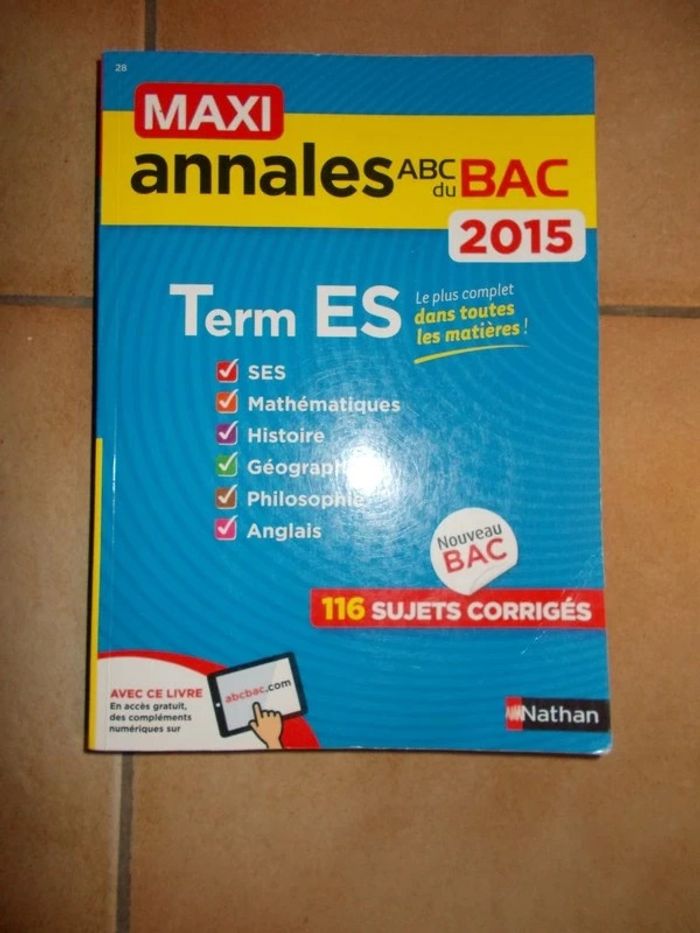 28
MAXI
annales ABC du BAC
2015
Term ES
Le plus complet
dans toutes
les matières !
SES
Mathématiques
Histoire
Géographie
Philosophie
Anglais
Nouveau
BAC
116 SUJETS CORRIGÉS
AVEC CE LIVRE
En accès gratuit,
des compléments
numériques sur
abcbac.com
Nathan